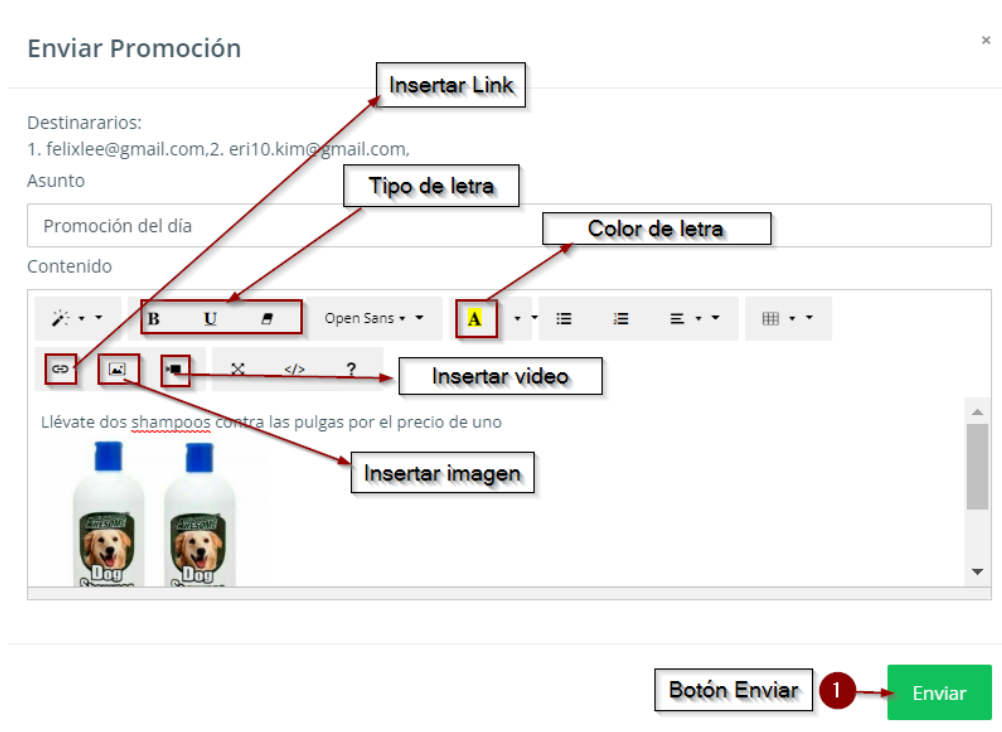 Enviar Promoción
×
Insertar Link
Destinararios:
1. felixlee@gmail.com,2. eri10.kim@gmail.com,
Asunto
Tipo de letra
Promoción del día
Color de letra
Contenido
B U Open Sans A
</> ?
Insertar video
Llévate dos shampoos contra las pulgas por el precio de uno
Insertar imagen
AWESOME AWESOME
Dog Dog
Botón Enviar 1 Enviar